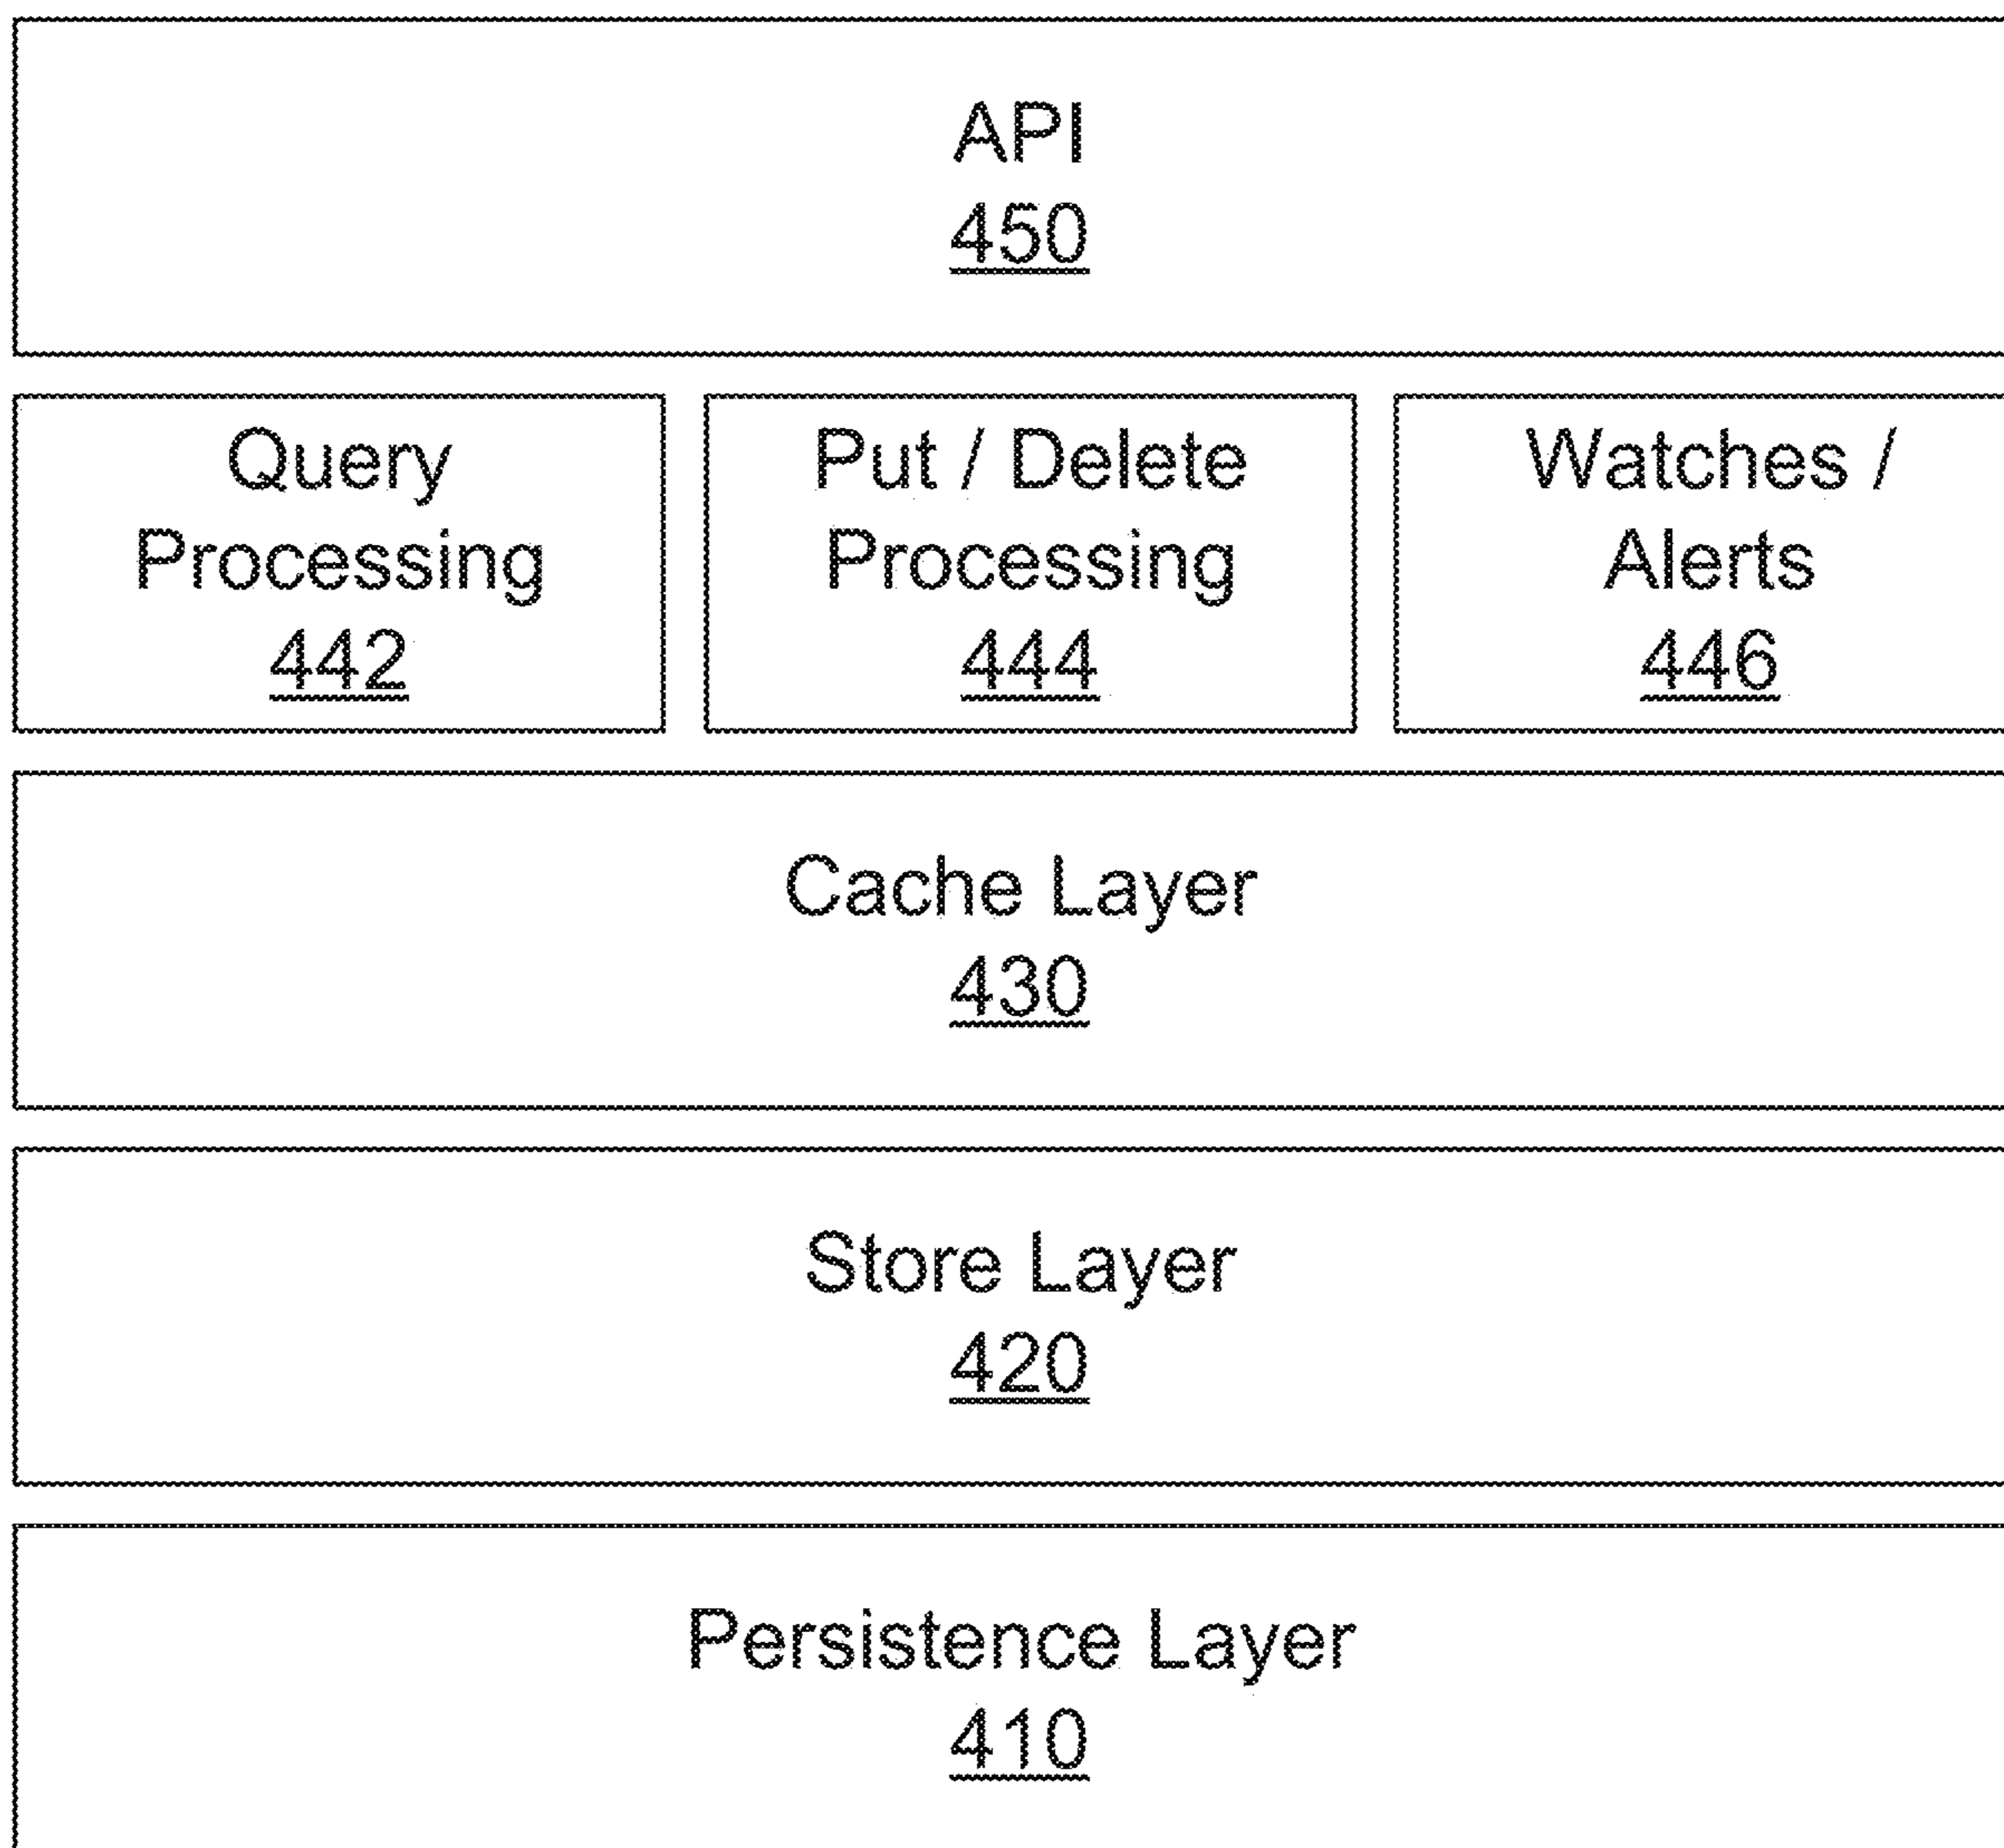 API
450
Query
Processing
442
Put / Delete
Processing
444
Watches /
Alerts
446
Cache Layer
430
Store Layer
420
Persistence Layer
410